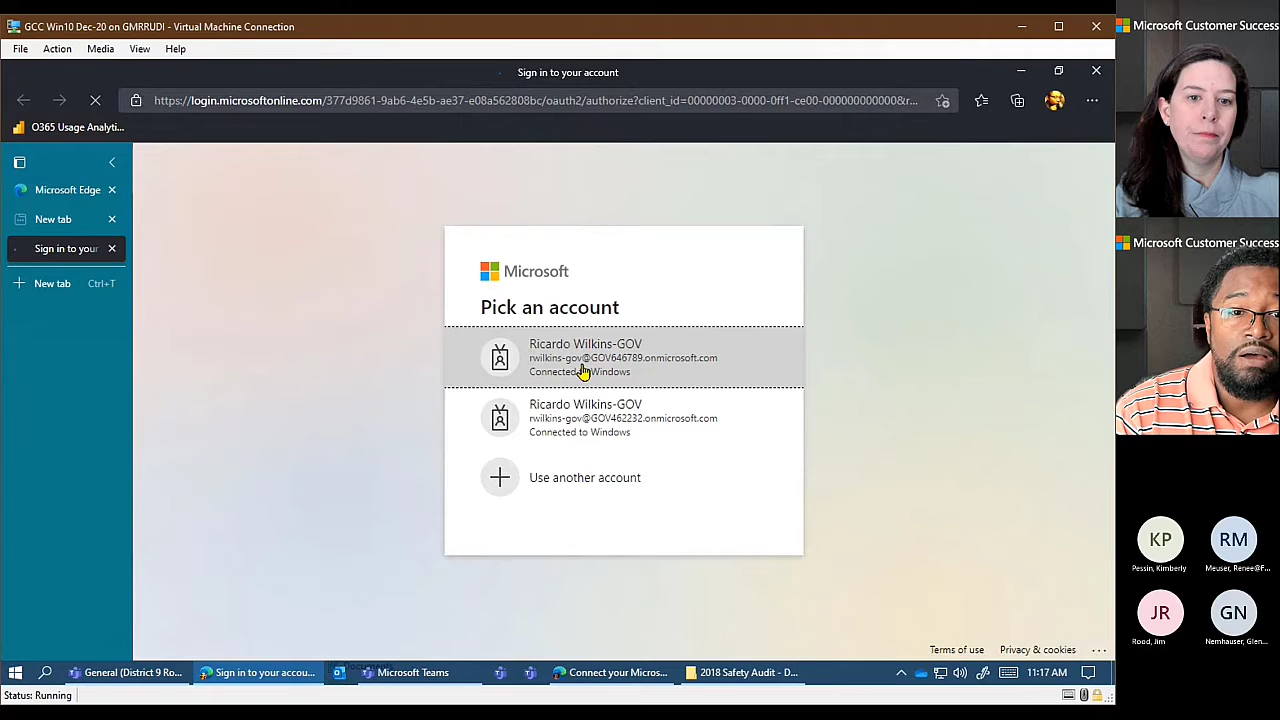 GCC Win10 Dec-20 on GMRRUDI - Virtual Machine Connection
File Action Media View Help
Sign in to your account
https://login.microsoftonline.com/377d9861-9ab6-4e5b-ae37-e08a562808bc/oauth2/authorize?client_id=00000003-0000-0ff1-ce00-000000000000&r...
O365 Usage Analyti...
Microsoft Edge
New tab
Sign in to your
New tab Ctrl+T
Microsoft
Pick an account
Ricardo Wilkins-GOV
rwilkins-gov@GOV646789.onmicrosoft.com
Connected to Windows
Ricardo Wilkins-GOV
rwilkins-gov@GOV462232.onmicrosoft.com
Connected to Windows
Use another account
Terms of use Privacy & cookies ...
General (District 9 Ro...
Sign in to your accou...
Microsoft Teams
Connect your Micros...
2018 Safety Audit - D...
11:17 AM
Status: Running
Microsoft Customer Success
Microsoft Customer Success
KP
Pessin, Kimberly
RM
Meuser, Renee@F...
JR
Rood, Jim
GN
Nemhauser, Glen...